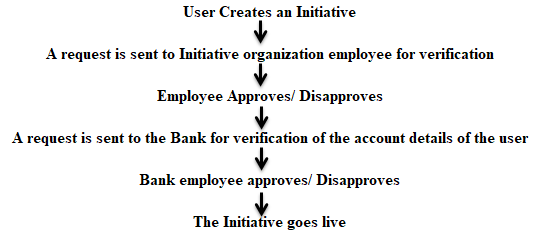 User Creates an Initiative
A request is sent to Initiative organization employee for verification
Employee Approves/ Disapproves
A request is sent to the Bank for verification of the account details of the user
Bank employee approves/ Disapproves
The Initiative goes live